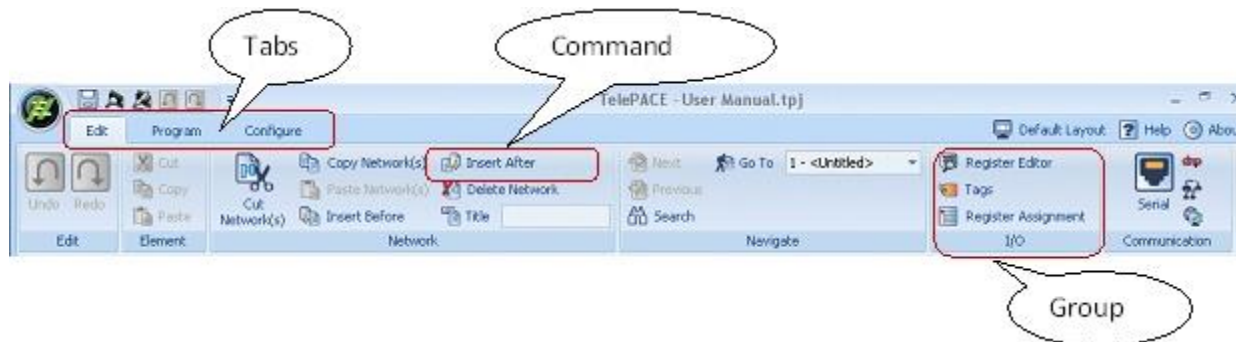 Tabs
Command
TelePACE - User Manual.tpj
Edit Program Configure
Default Layout Help Abou
Undo Redo
Cut
Copy
Paste
Cut Network(s)
Copy Network(s)
Paste Network(s)
Insert Before
Insert After
Delete Network
Title
Next
Previous
Search
Go To 1 - <Untitled>
Register Editor
Tags
Register Assignment
Serial
Edit Element Network Navigate I/O Communication
Group